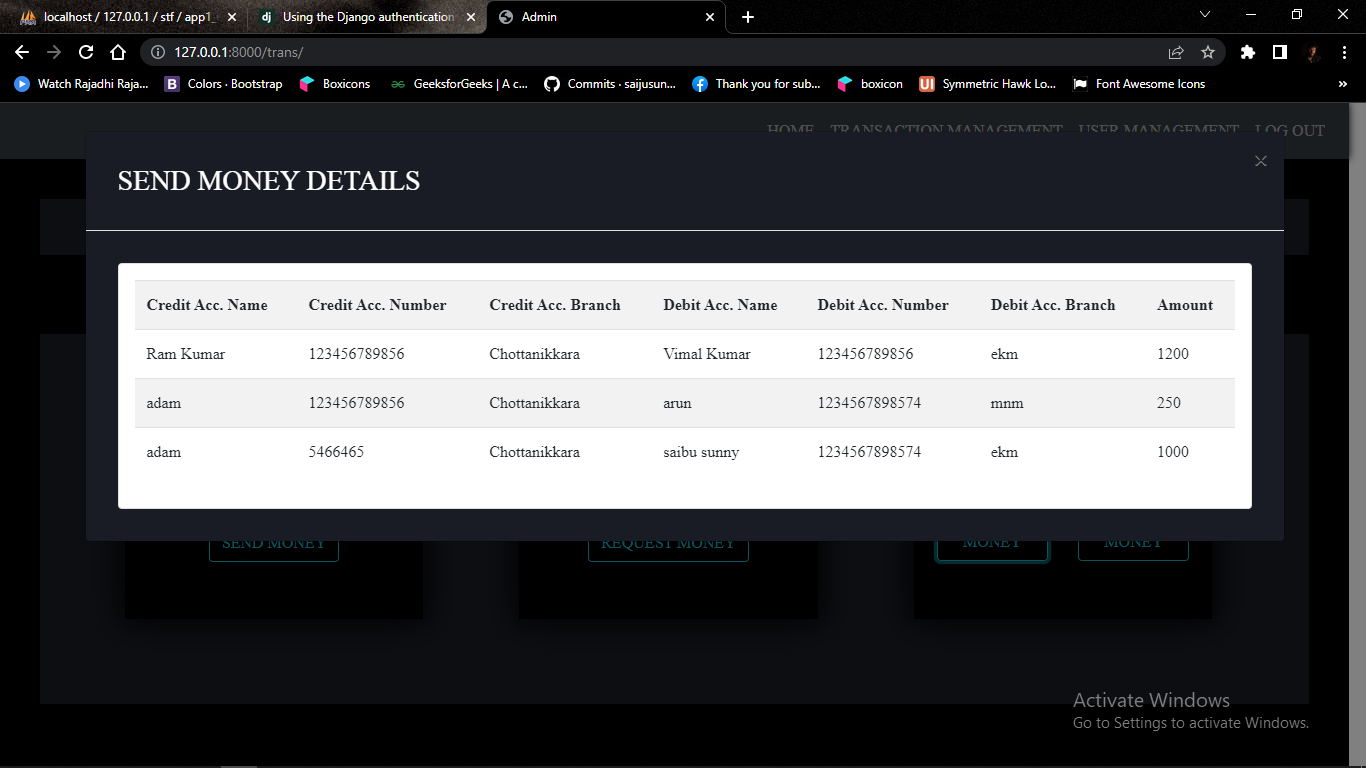 localhost / 127.0.0.1 / stf / app1_
dj Using the Django authentication
Admin
127.0.0.1:8000/trans/
Watch Rajadhi Raja...
B Colors · Bootstrap
Boxicons
GeeksforGeeks | A c...
Commits · saijusun...
Thank you for sub...
boxicon
UI Symmetric Hawk Lo...
Font Awesome Icons
»
HOME TRANSACTION MANAGEMENT USER MANAGEMENT LOG OUT
SEND MONEY DETAILS
Credit Acc. Name Credit Acc. Number Credit Acc. Branch Debit Acc. Name Debit Acc. Number Debit Acc. Branch Amount
Ram Kumar 123456789856 Chottanikkara Vimal Kumar 123456789856 ekm 1200
adam 123456789856 Chottanikkara arun 1234567898574 mnm 250
adam 5466465 Chottanikkara saibu sunny 1234567898574 ekm 1000
SEND MONEY REQUEST MONEY MONEY MONEY
Activate Windows
Go to Settings to activate Windows.